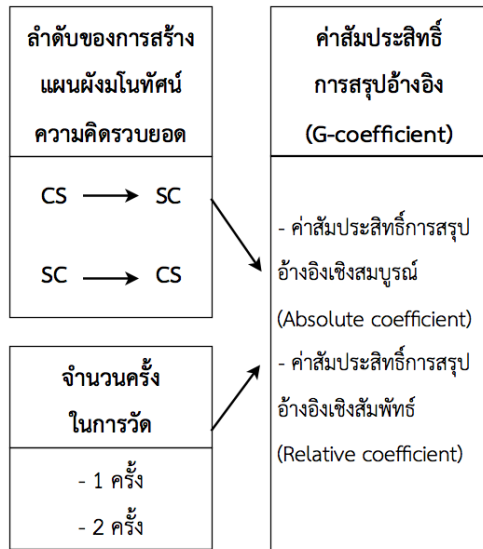 ลำดับของการสร้าง
แผนผังมโนทัศน์
ความคิดรวบยอด
CS → SC
SC → CS
จำนวนครั้ง
ในการวัด
- 1 ครั้ง
- 2 ครั้ง
ค่าสัมประสิทธิ์
การสรุปอ้างอิง
(G-coefficient)
- ค่าสัมประสิทธิ์การสรุป
อ้างอิงเชิงสมบูรณ์
(Absolute coefficient)
- ค่าสัมประสิทธิ์การสรุป
อ้างอิงเชิงสัมพัทธ์
(Relative coefficient)